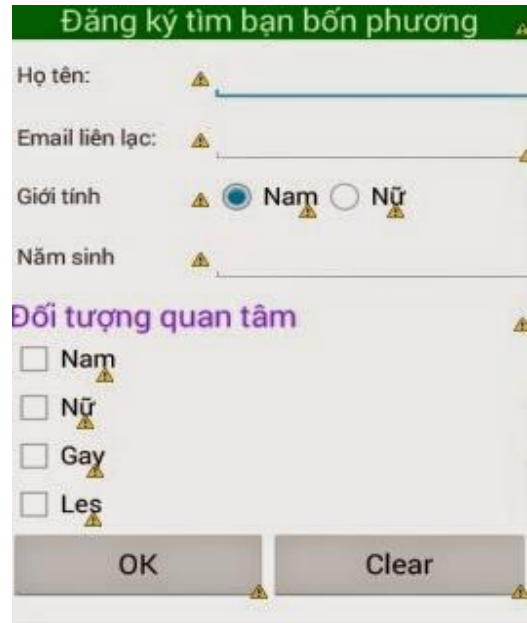 Đăng ký tìm bạn bốn phương
Họ tên:
Email liên lạc:
Giới tính Nam Nữ
Năm sinh
Đối tượng quan tâm
Nam
Nữ
Gay
Les
OK Clear